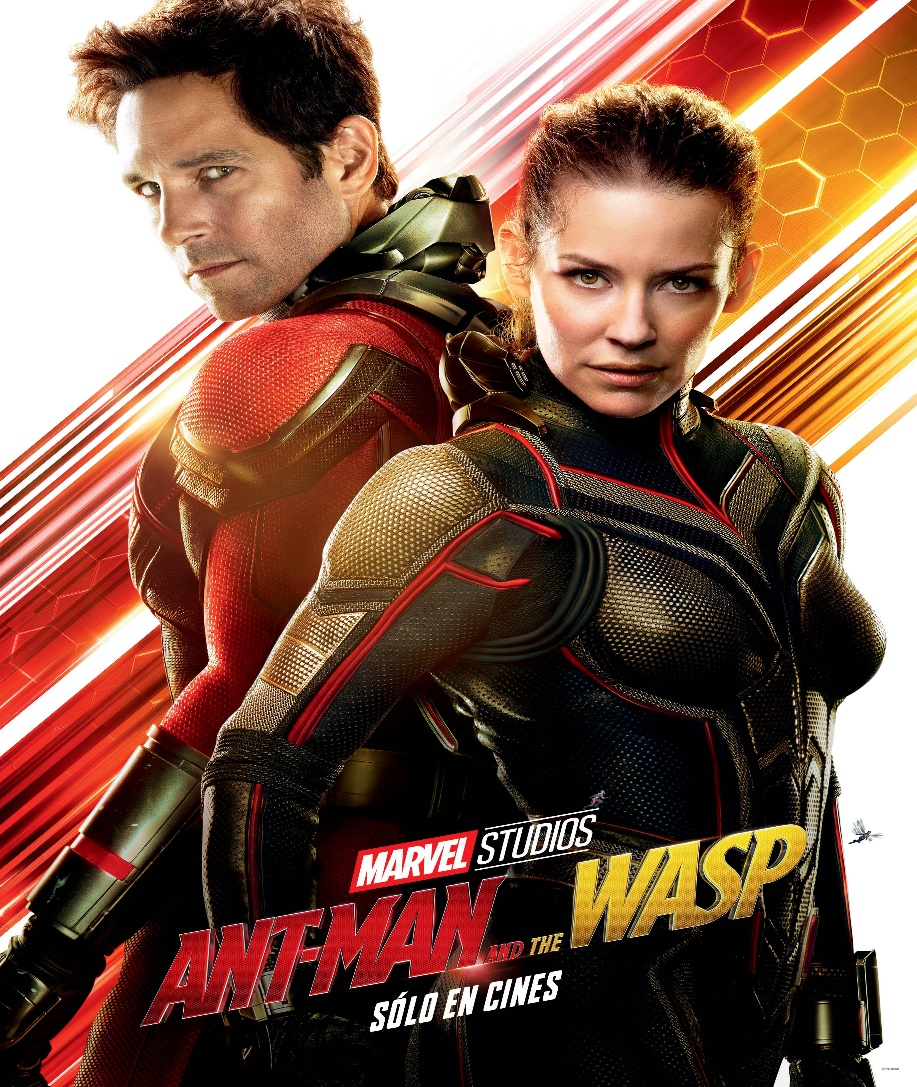 MARVEL STUDIOS
ANT-MAN AND THE WASP
SÓLO EN CINES